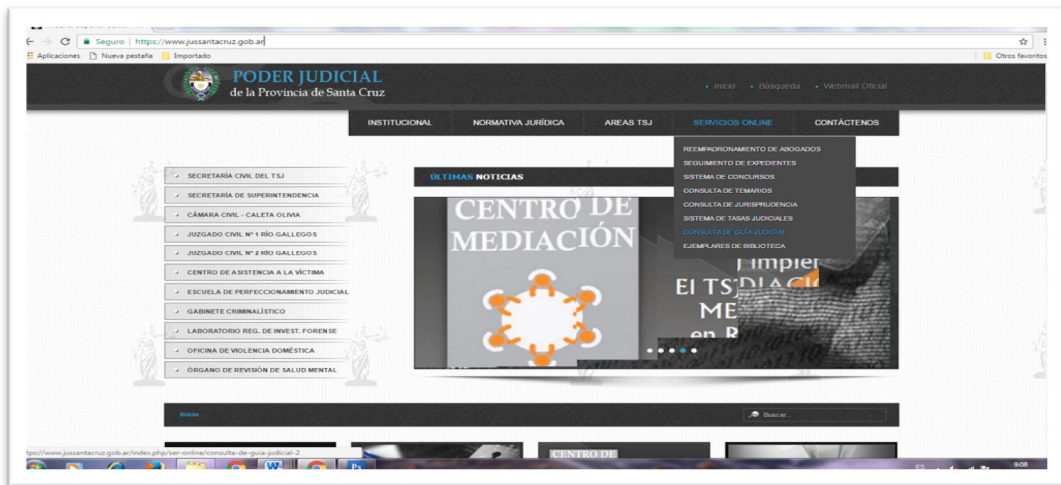 Seguro | https://www.jussantacruz.gob.ar
Aplicaciones Nueva pestaña Importado Otros favoritos
PODER JUDICIAL
de la Provincia de Santa Cruz
Inicio Búsqueda Webmail Oficial
INSTITUCIONAL NORMATIVA JURÍDICA AREAS TSJ SERVICIOS ONLINE CONTÁCTENOS
REEMPADRONAMIENTO DE ABOGADOS
SEGUIMIENTO DE EXPEDIENTES
SISTEMA DE CONCURSOS
CONSULTA DE TEMARIOS
CONSULTA DE JURISPRUDENCIA
SISTEMA DE TASAS JUDICIALES
CONSULTA DE GUÍA JUDICIAL
EJEMPLARES DE BIBLIOTECA
SECRETARÍA CIVIL DEL TSJ
SECRETARÍA DE SUPERINTENDENCIA
CÁMARA CIVIL - CALETA OLIVIA
JUZGADO CIVIL Nº 1 RÍO GALLEGOS
JUZGADO CIVIL Nº 2 RÍO GALLEGOS
CENTRO DE ASISTENCIA A LA VÍCTIMA
ESCUELA DE PERFECCIONAMIENTO JUDICIAL
GABINETE CRIMINALÍSTICO
LABORATORIO REG. DE INVEST. FORENSE
OFICINA DE VIOLENCIA DOMÉSTICA
ÓRGANO DE REVISIÓN DE SALUD MENTAL
ÚLTIMAS NOTICIAS
CENTRO DE
MEDIACIÓN
El TSJ
ME
en R
Inicio
Buscar...
CENTRO DE
tps://www.jussantacruz.gob.ar/index.php/ser-online/consulta-de-guia-judicial-2
ES 9:08